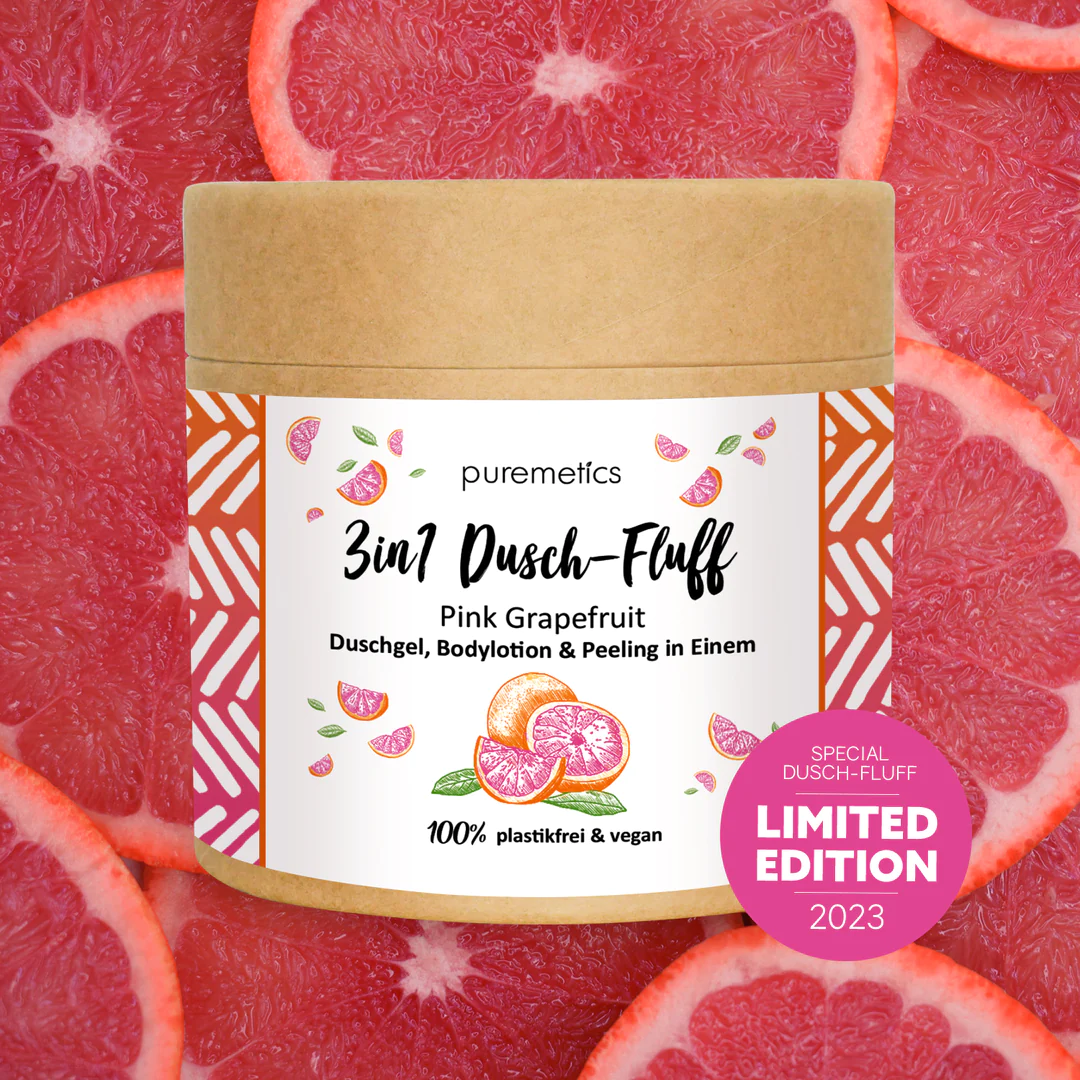 puremetics
3in1 Dusch-Fluff
Pink Grapefruit
Duschgel, Bodylotion & Peeling in Einem
100% plastikfrei & vegan
SPECIAL
DUSCH-FLUFF
LIMITED
EDITION
2023